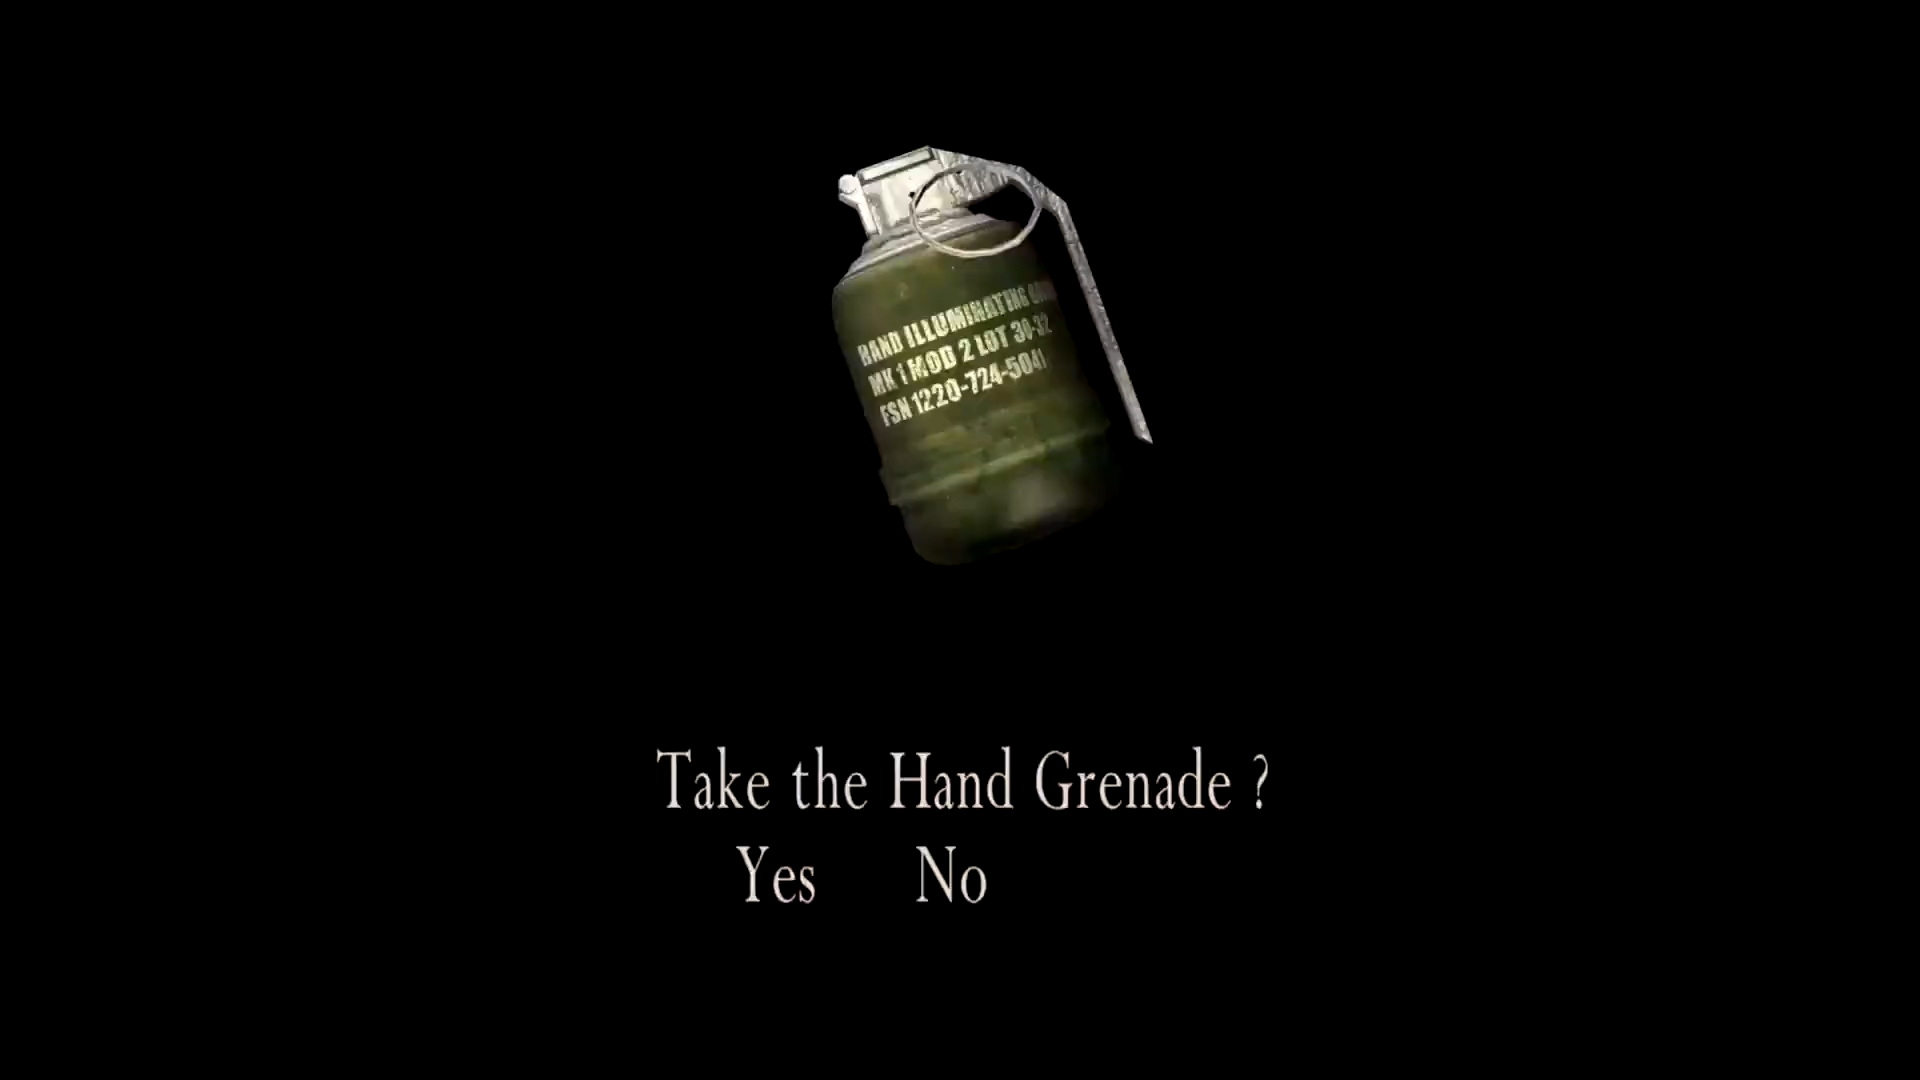 HAND ILLUMINATING
MK 1 MOD 2 LOT 30-32
FSN 1220-724-5041
Take the Hand Grenade ?
Yes No